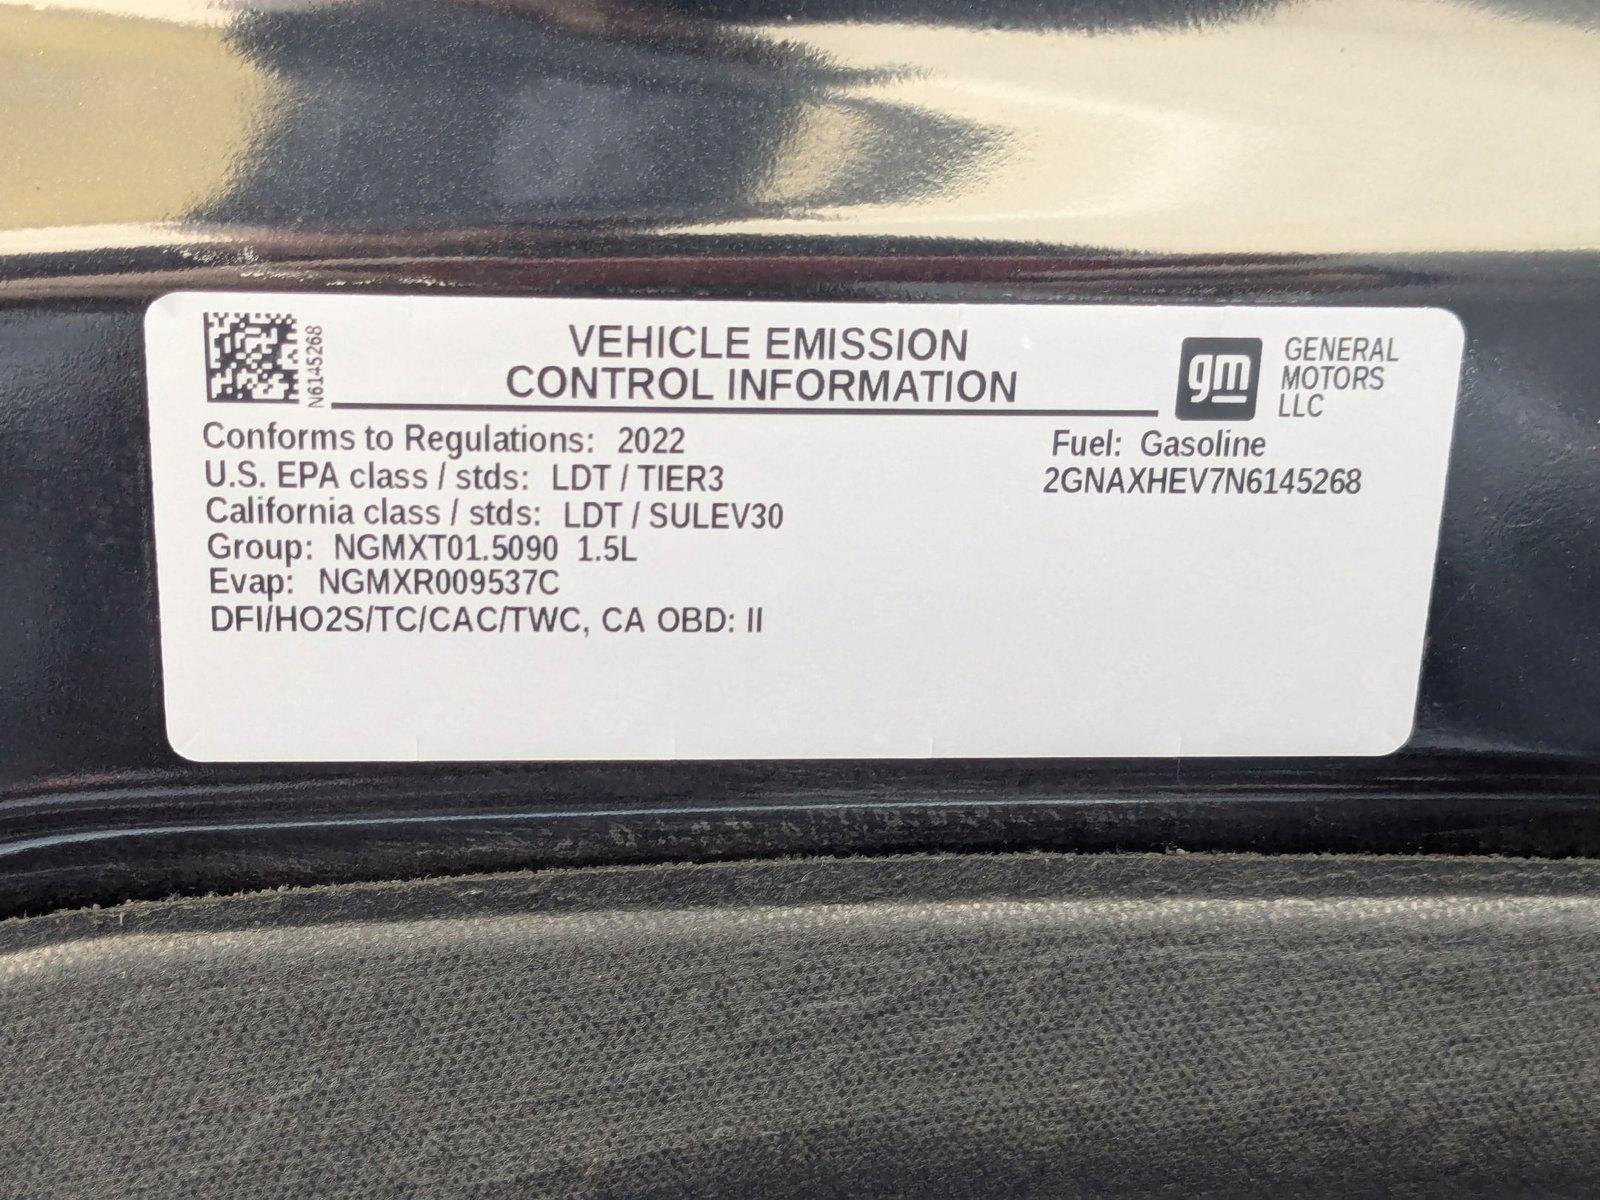 N6145268
VEHICLE EMISSION
CONTROL INFORMATION
gm
GENERAL
MOTORS
LLC
Conforms to Regulations: 2022
U.S. EPA class / stds: LDT / TIER3
California class / stds: LDT / SULEV30
Group: NGMXT01.5090 1.5L
Evap: NGMXR009537C
DFI/HO2S/TC/CAC/TWC, CA OBD: II
Fuel: Gasoline
2GNAXHEV7N6145268